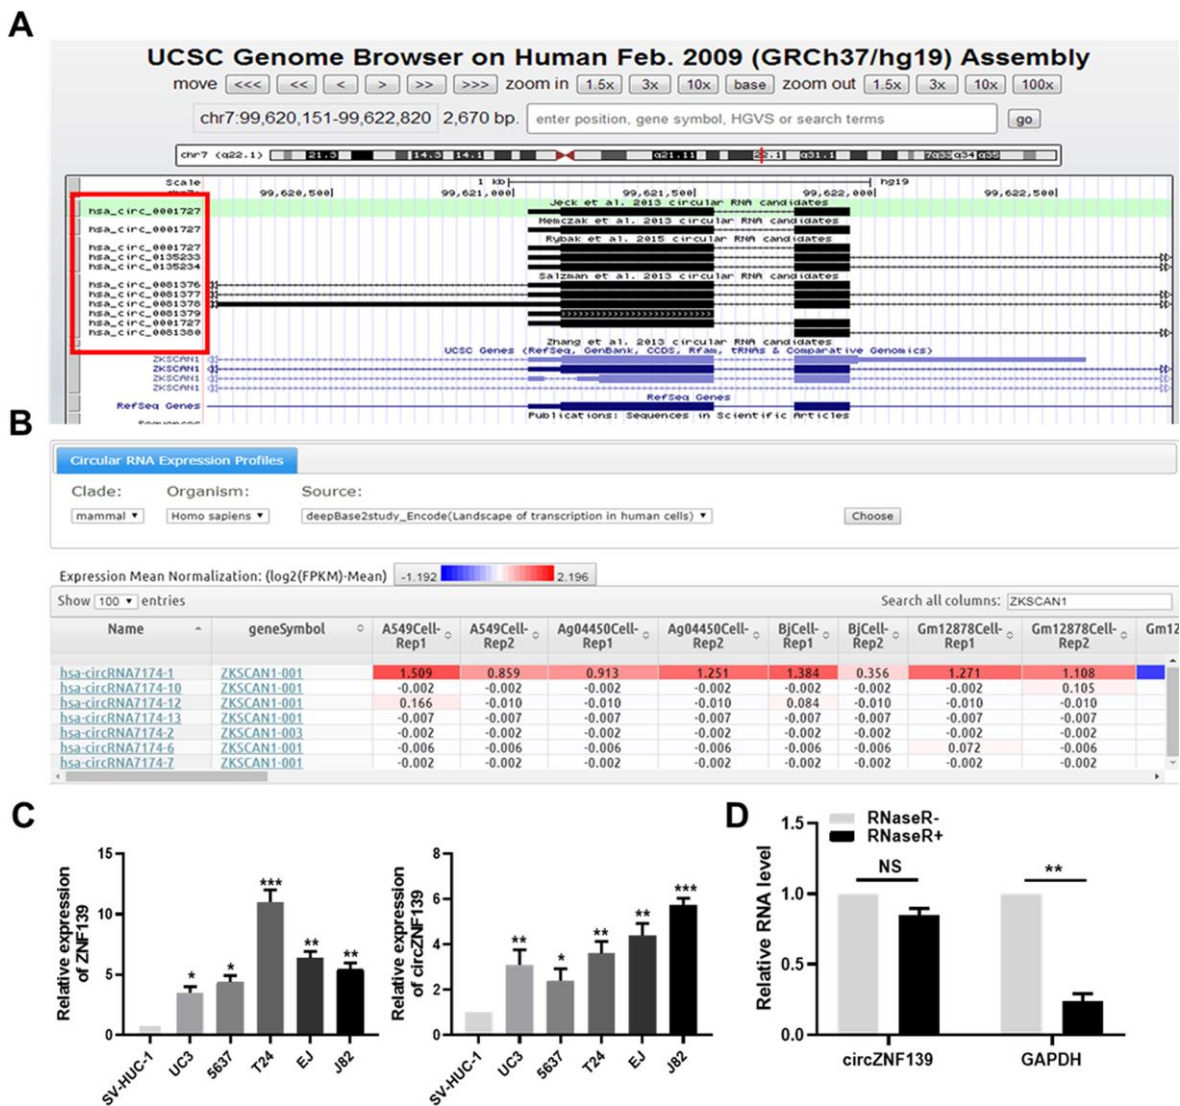 A
UCSC Genome Browser on Human Feb. 2009 (GRCh37/hg19) Assembly
move <<< << < > >> >>> zoom in 1.5x 3x 10x base zoom out 1.5x 3x 10x 100x
chr7:99,620,151-99,622,820 2,670 bp. enter position, gene symbol, HGVS or search terms go
chr7 (q22.1) 21.3 14.3 14.1 q21.11 22.1 q31.1 q34 q35
Scale 1 kb hg19
99,620,500 99,621,000 99,621,500 99,622,000 99,622,500
Jeck et al. 2013 circular RNA candidates
hsa_circ_0001727
Memczak et al. 2013 circular RNA candidates
hsa_circ_0001727
Rybak et al. 2015 circular RNA candidates
hsa_circ_0001727
hsa_circ_0135233
hsa_circ_0135234
Salzman et al. 2013 circular RNA candidates
hsa_circ_0081376
hsa_circ_0081377
hsa_circ_0081378
hsa_circ_0081379
hsa_circ_0001727
hsa_circ_0081380
Zhang et al. 2013 circular RNA candidates
UCSC Genes (RefSeq, GenBank, CCDS, Rfam, tRNAs & Comparative Genomics)
ZKSCAN1
ZKSCAN1
ZKSCAN1
ZKSCAN1
RefSeq Genes
RefSeq Genes
Publications: Sequences in Scientific Articles
Sequences
B
Circular RNA Expression Profiles
Clade: Organism: Source:
mammal Homo sapiens deepBase2study_Encode(Landscape of transcription in human cells) Choose
Expression Mean Normalization: (log2(FPKM)-Mean) -1.192 2.196
Show 100 entries Search all columns: ZKSCAN1
Name geneSymbol A549Cell-Rep1 A549Cell-Rep2 Ag04450Cell-Rep1 Ag04450Cell-Rep2 BjCell-Rep1 BjCell-Rep2 Gm12878Cell-Rep1 Gm12878Cell-Rep2 Gm12
hsa-circRNA7174-1 ZKSCAN1-001 1.509 0.859 0.913 1.251 1.384 0.356 1.271 1.108
hsa-circRNA7174-10 ZKSCAN1-001 -0.002 -0.002 -0.002 -0.002 -0.002 -0.002 -0.002 0.105
hsa-circRNA7174-12 ZKSCAN1-001 0.166 -0.010 -0.010 -0.010 0.084 -0.010 -0.010 -0.010
hsa-circRNA7174-13 ZKSCAN1-001 -0.007 -0.007 -0.007 -0.007 -0.007 -0.007 -0.007 -0.007
hsa-circRNA7174-2 ZKSCAN1-003 -0.002 -0.002 -0.002 -0.002 -0.002 -0.002 -0.002 -0.002
hsa-circRNA7174-6 ZKSCAN1-001 -0.006 -0.006 -0.006 -0.006 -0.006 -0.006 0.072 -0.006
hsa-circRNA7174-7 ZKSCAN1-001 -0.002 -0.002 -0.002 -0.002 -0.002 -0.002 -0.002 -0.002
C
Relative expression
of ZNF139
15
10
5
0
* * *** ** **
SV-HUC-1 UC3 5637 T24 EJ J82
Relative expression
of circZNF139
8
6
4
2
0
** * ** ** ***
SV-HUC-1 UC3 5637 T24 EJ J82
D
RNaseR-
RNaseR+
Relative RNA level
1.5
1.0
0.5
0.0
NS **
circZNF139 GAPDH